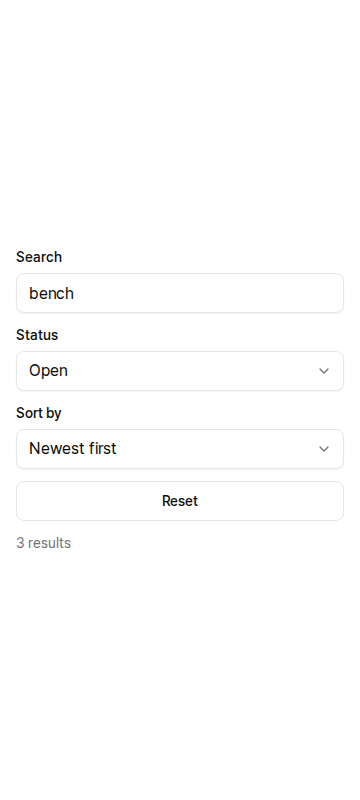 Search
bench
Status
Open
Sort by
Newest first
Reset
3 results